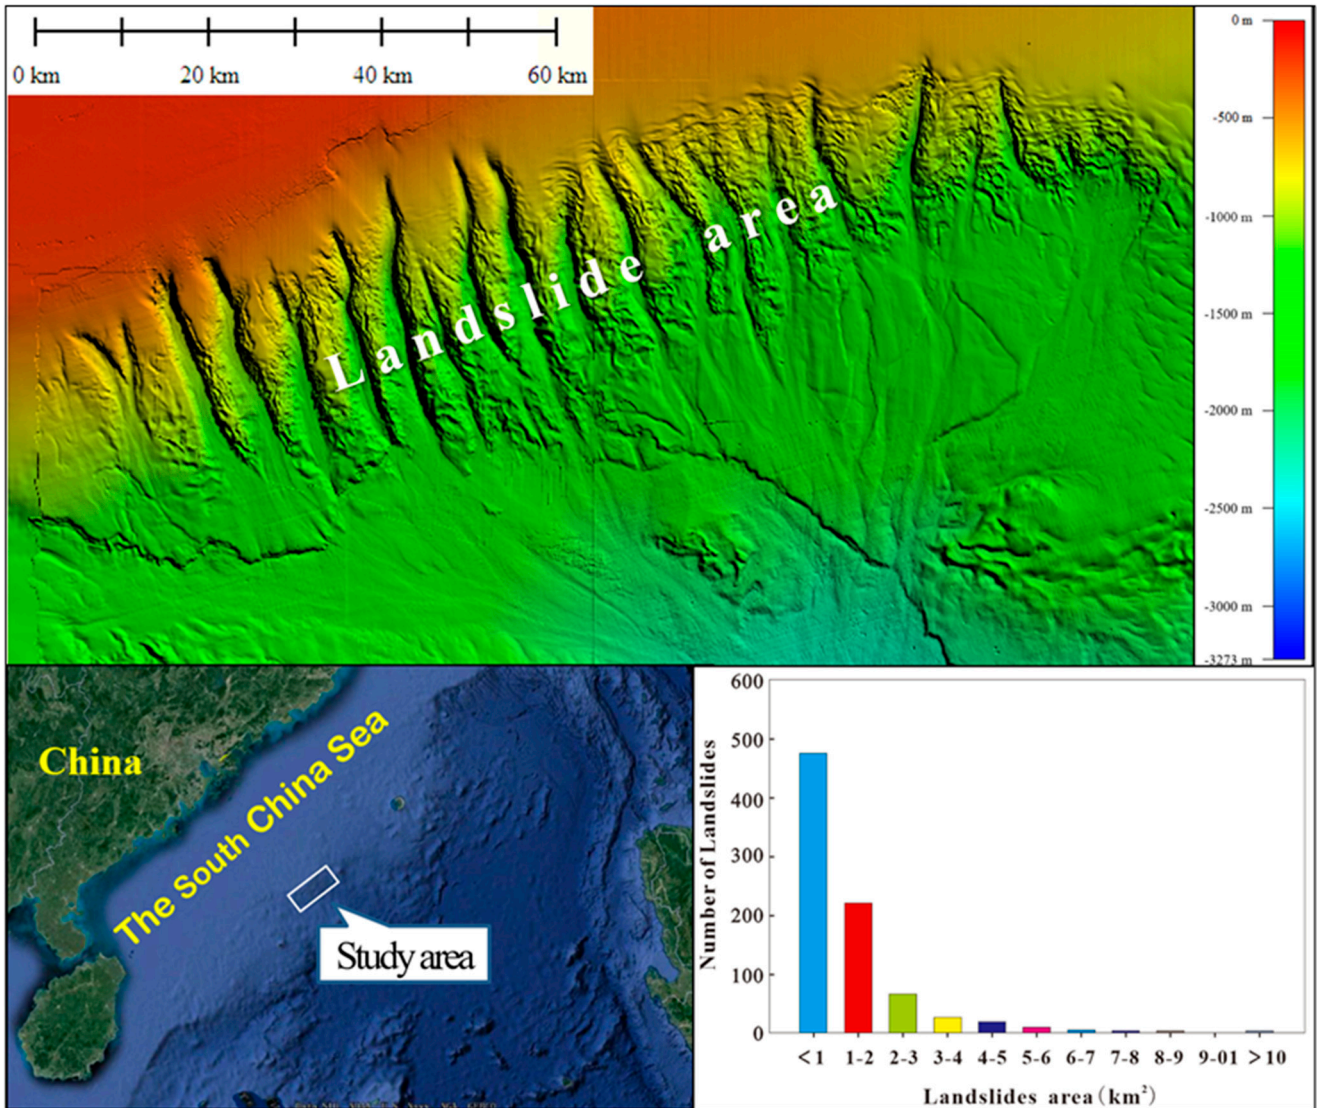 0 km 20 km 40 km 60 km
Landslide area
0 m
-500 m
-1000 m
-1500 m
-2000 m
-2500 m
-3000 m
-3273 m
China
The South China Sea
Study area
600
500
400
300
200
100
0
Number of Landslides
<1 1-2 2-3 3-4 4-5 5-6 6-7 7-8 8-9 9-01 >10
Landslides area (km²)